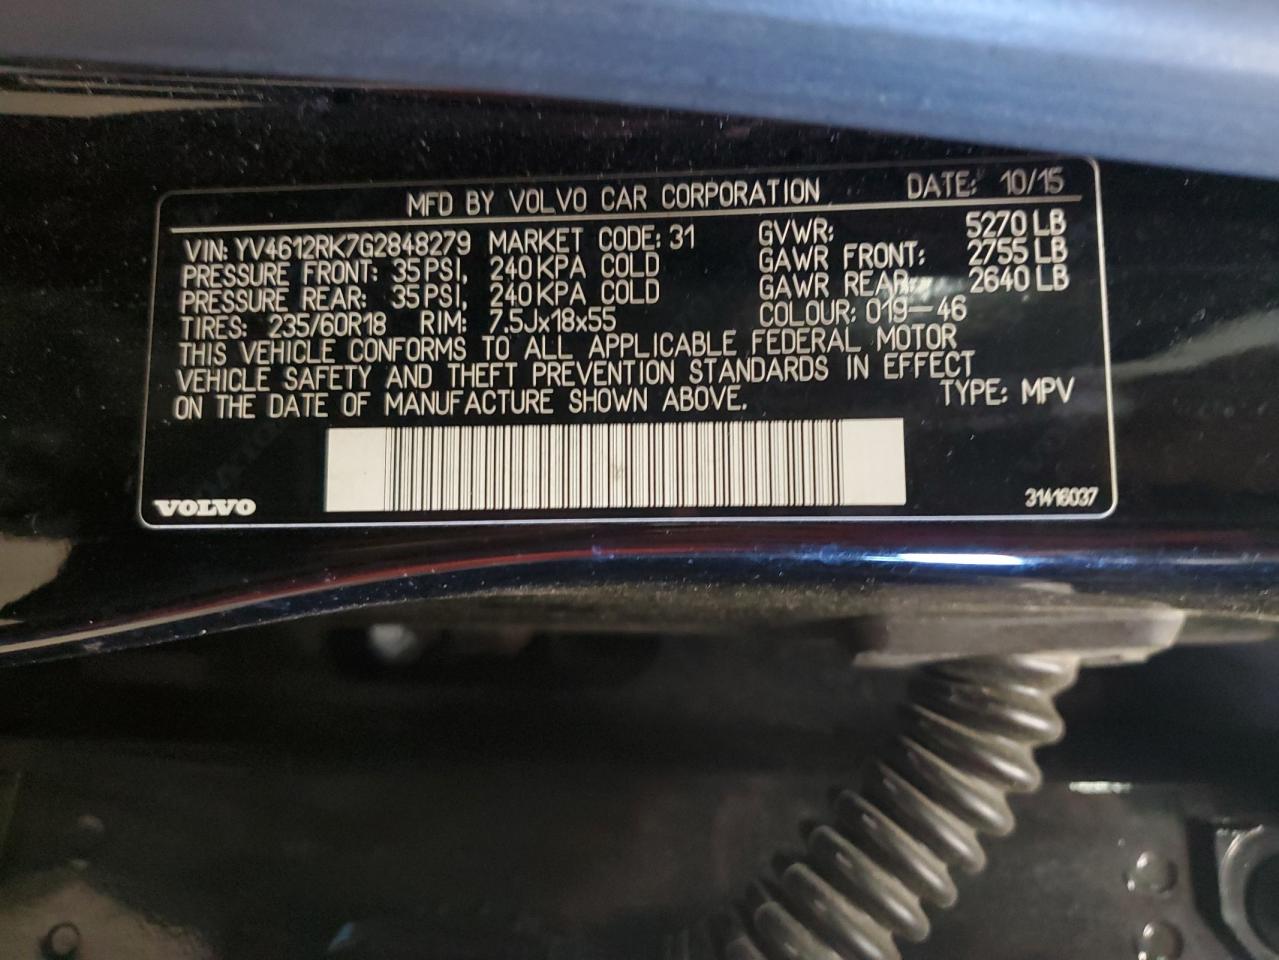 MFD BY VOLVO CAR CORPORATION DATE: 10/15
VIN: YV4612RK7G2848279 MARKET CODE: 31 GVWR: 5270 LB
PRESSURE FRONT: 35 PSI, 240 KPA COLD GAWR FRONT: 2755 LB
PRESSURE REAR: 35 PSI, 240 KPA COLD GAWR REAR: 2640 LB
TIRES: 235/60R18 RIM: 7.5Jx18x55 COLOUR: 019-46
THIS VEHICLE CONFORMS TO ALL APPLICABLE FEDERAL MOTOR
VEHICLE SAFETY AND THEFT PREVENTION STANDARDS IN EFFECT
ON THE DATE OF MANUFACTURE SHOWN ABOVE. TYPE: MPV
VOLVO 31416037